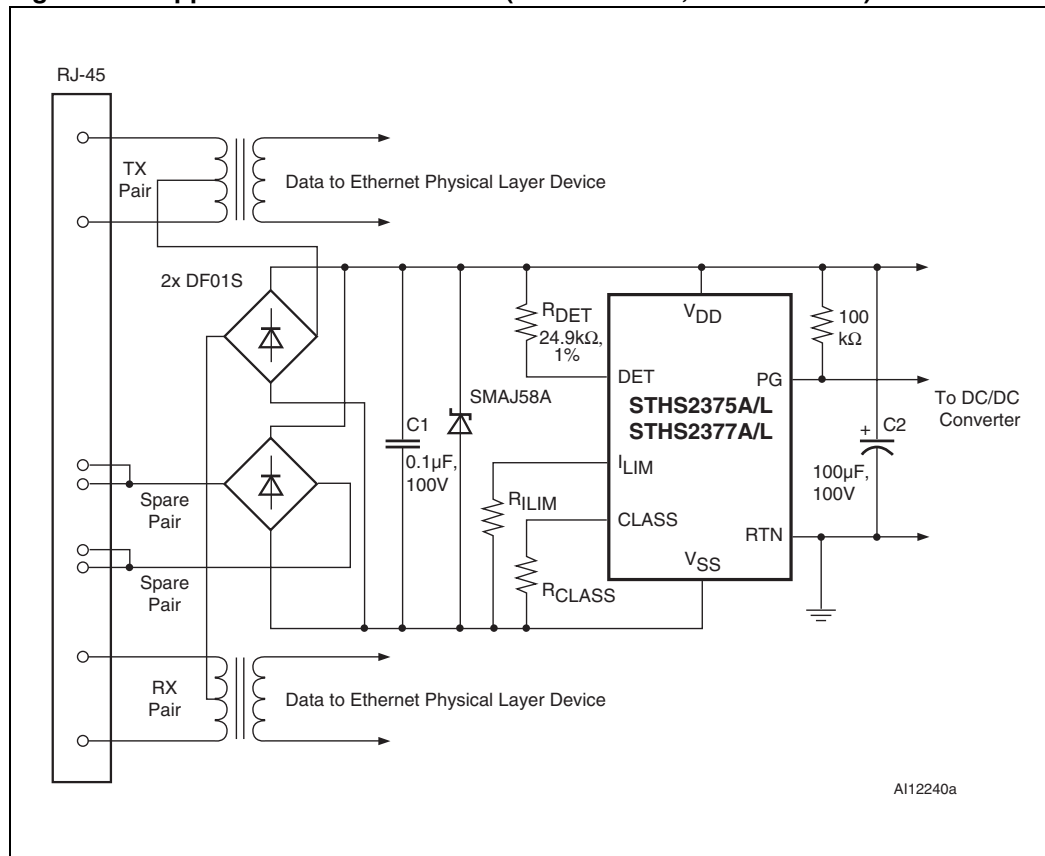 RJ-45
TX
Pair
Data to Ethernet Physical Layer Device
2x DF01S
RDET
24.9kΩ,
1%
VDD
100
kΩ
DET
PG
SMAJ58A
STHS2375A/L
STHS2377A/L
To DC/DC
Converter
C1
0.1µF,
100V
+ C2
100µF,
100V
ILIM
RILIM
CLASS
RTN
VSS
RCLASS
Spare
Pair
Spare
Pair
RX
Pair
Data to Ethernet Physical Layer Device
AI12240a